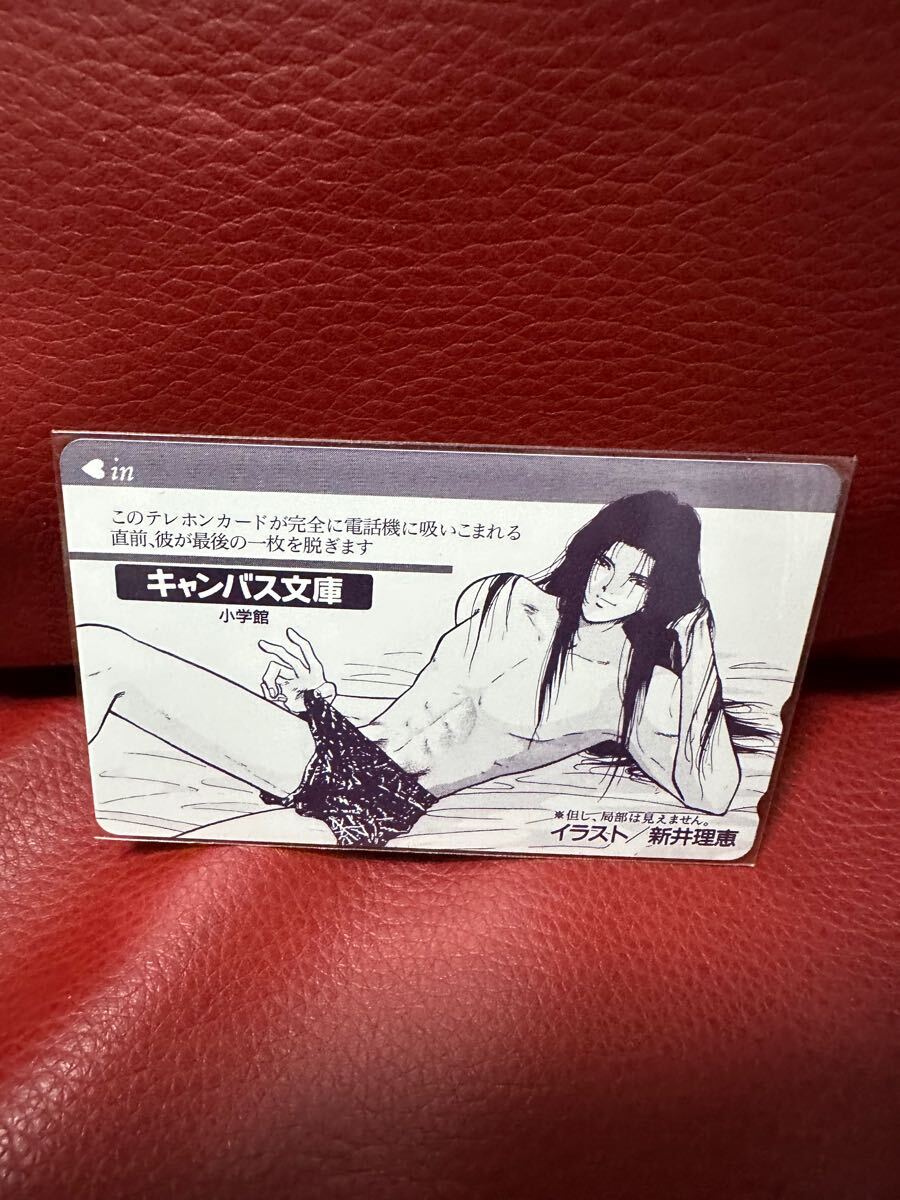 in
このテレホンカードが完全に電話機に吸いこまれる
直前、彼が最後の一枚を脱ぎます
キャンバス文庫
小学館
※但し、局部は見えません。
イラスト/新井理恵